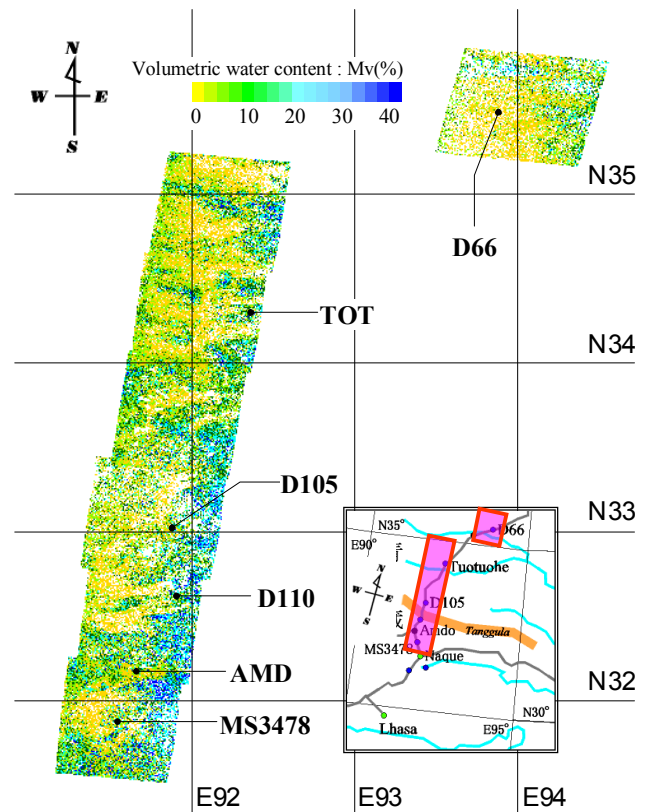 N
W E
S
Volumetric water content : Mv(%)
0 10 20 30 40
N35
D66
TOT
N34
D105
N33
D110
AMD
N32
MS3478
E92
E93
E94
N35°
E90°
D66
Tuotuohe
N
W E
S
D105
Amdo
Tanggula
MS3478
Naque
Lhasa
E95°
N30°